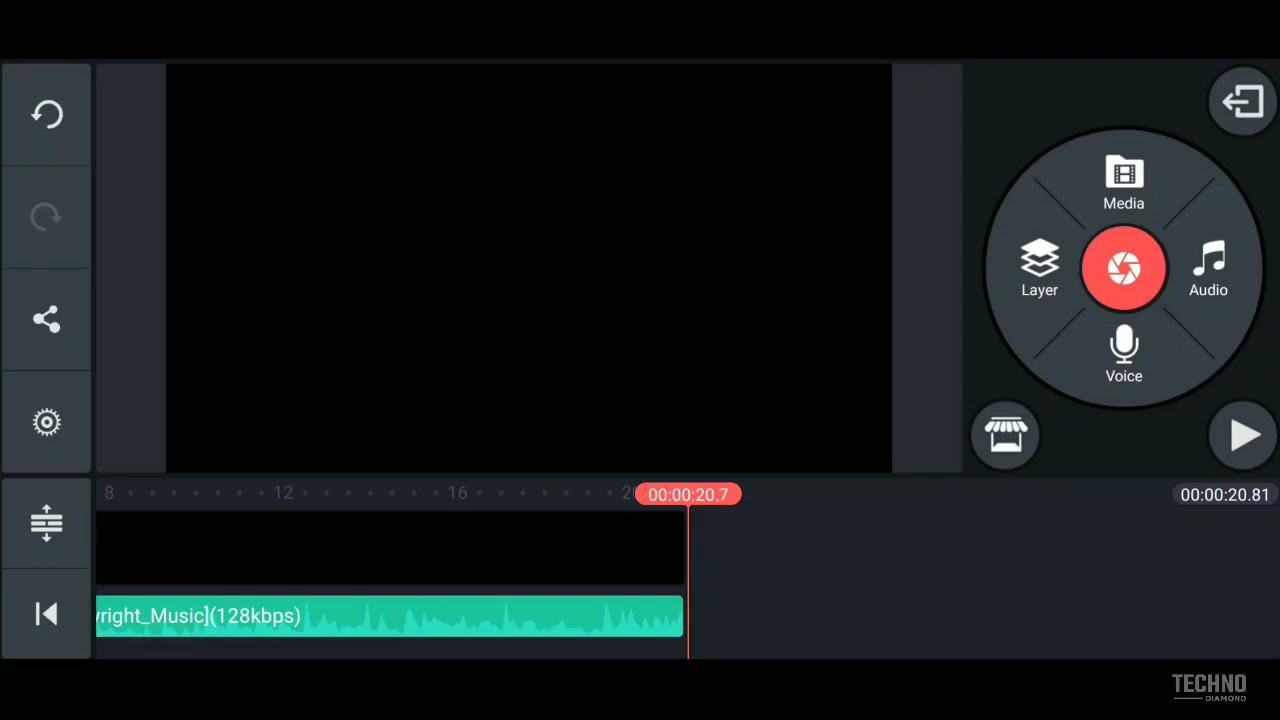 Media
Layer
Audio
Voice
8
12
16
00:00:20.7
00:00:20.81
yright_Music](128kbps)
TECHNO
DIAMOND